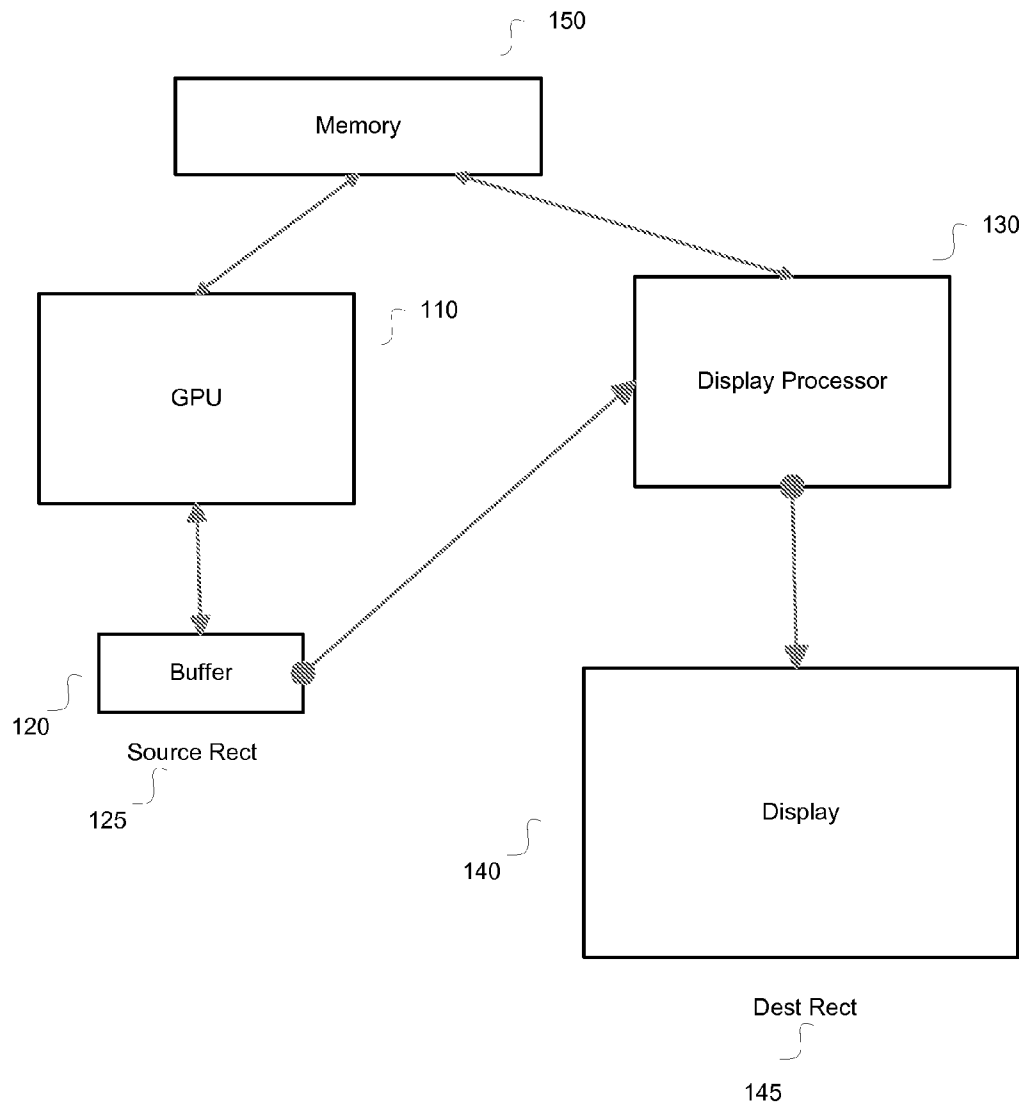 150
Memory
130
110
GPU
Display Processor
Buffer
120
Source Rect
125
Display
140
Dest Rect
145